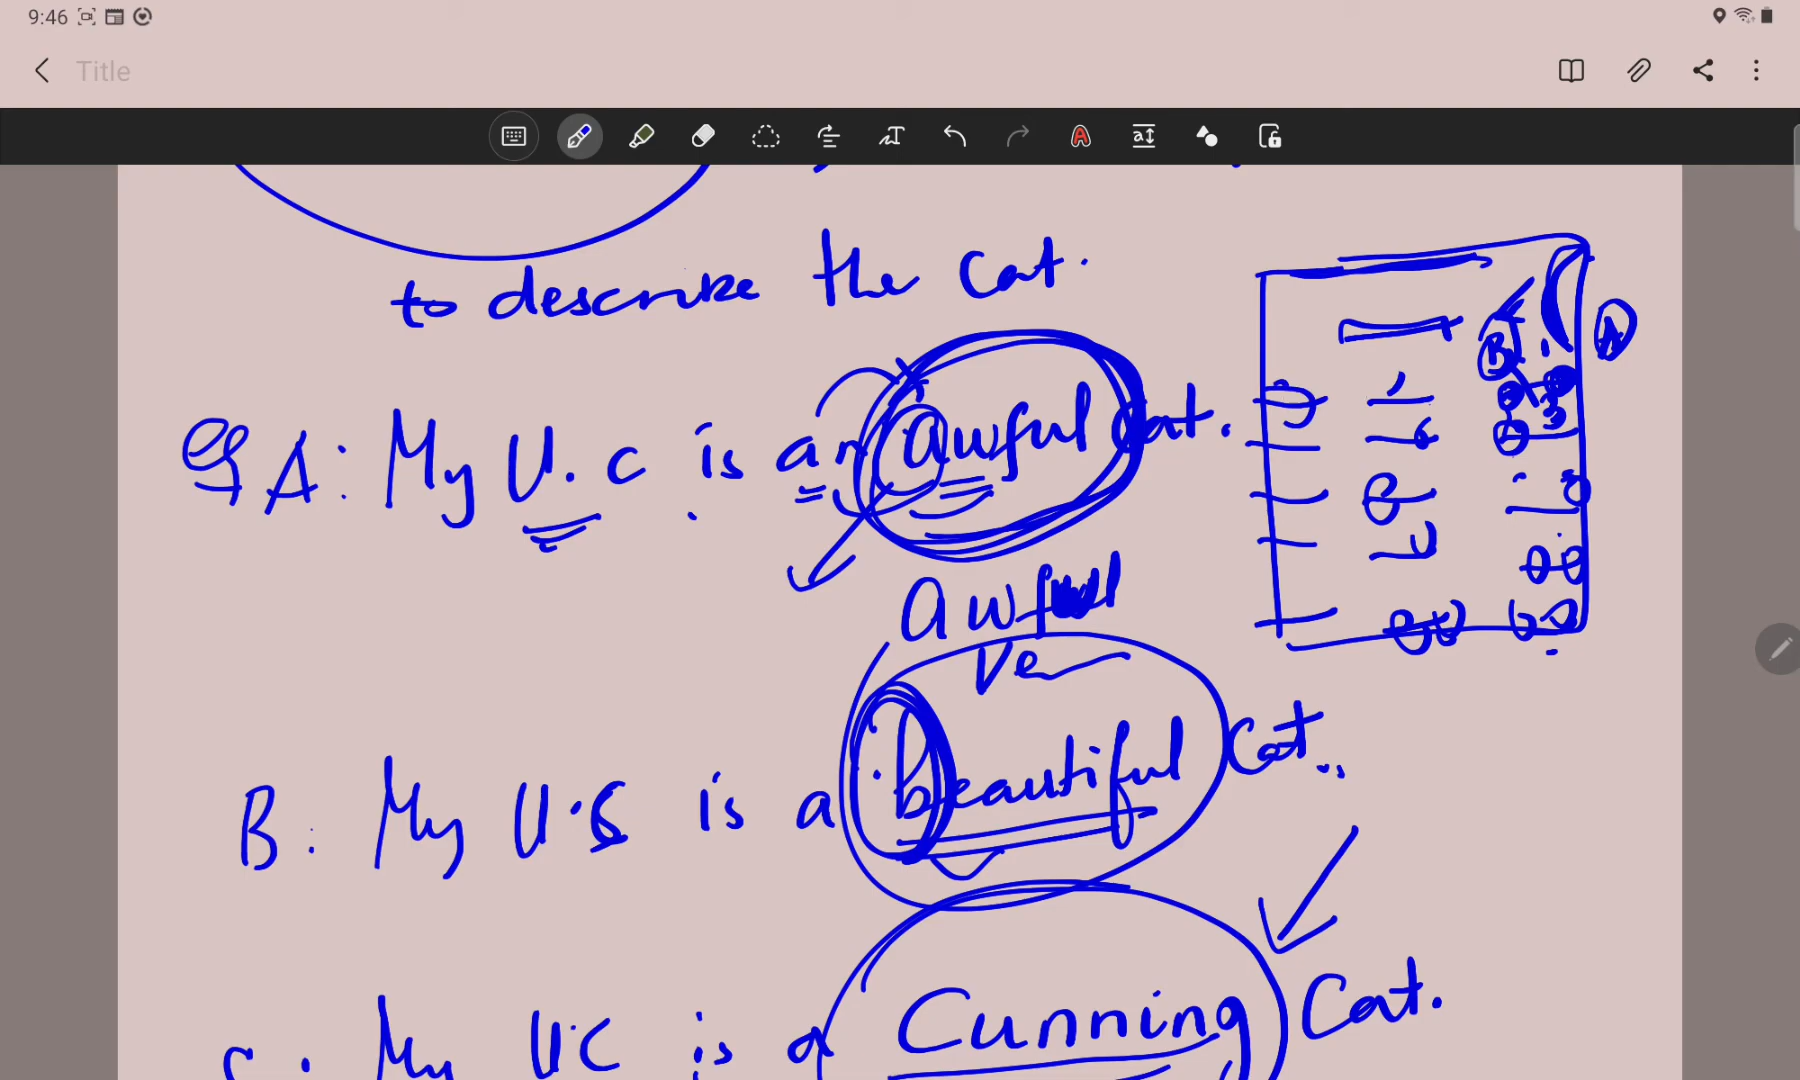 9:46
Title
to describe the Cat.
A: My U.C is an awful Cat.
B
A
awful
Ve
B: My U.S is a beautiful Cat.
C: My UC is a Cunning Cat.